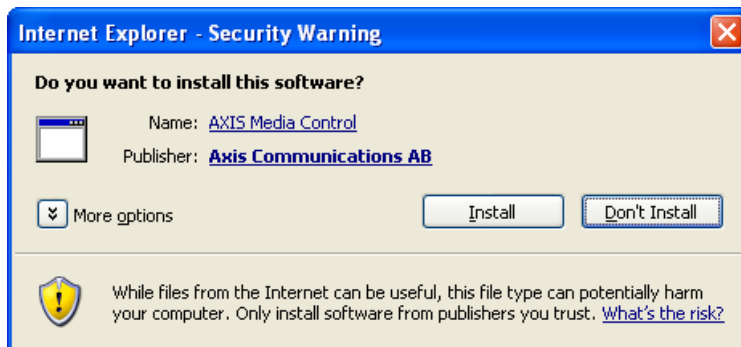 Internet Explorer - Security Warning
Do you want to install this software?
Name: AXIS Media Control
Publisher: Axis Communications AB
More options
Install
Don't Install
While files from the Internet can be useful, this file type can potentially harm
your computer. Only install software from publishers you trust. What's the risk?